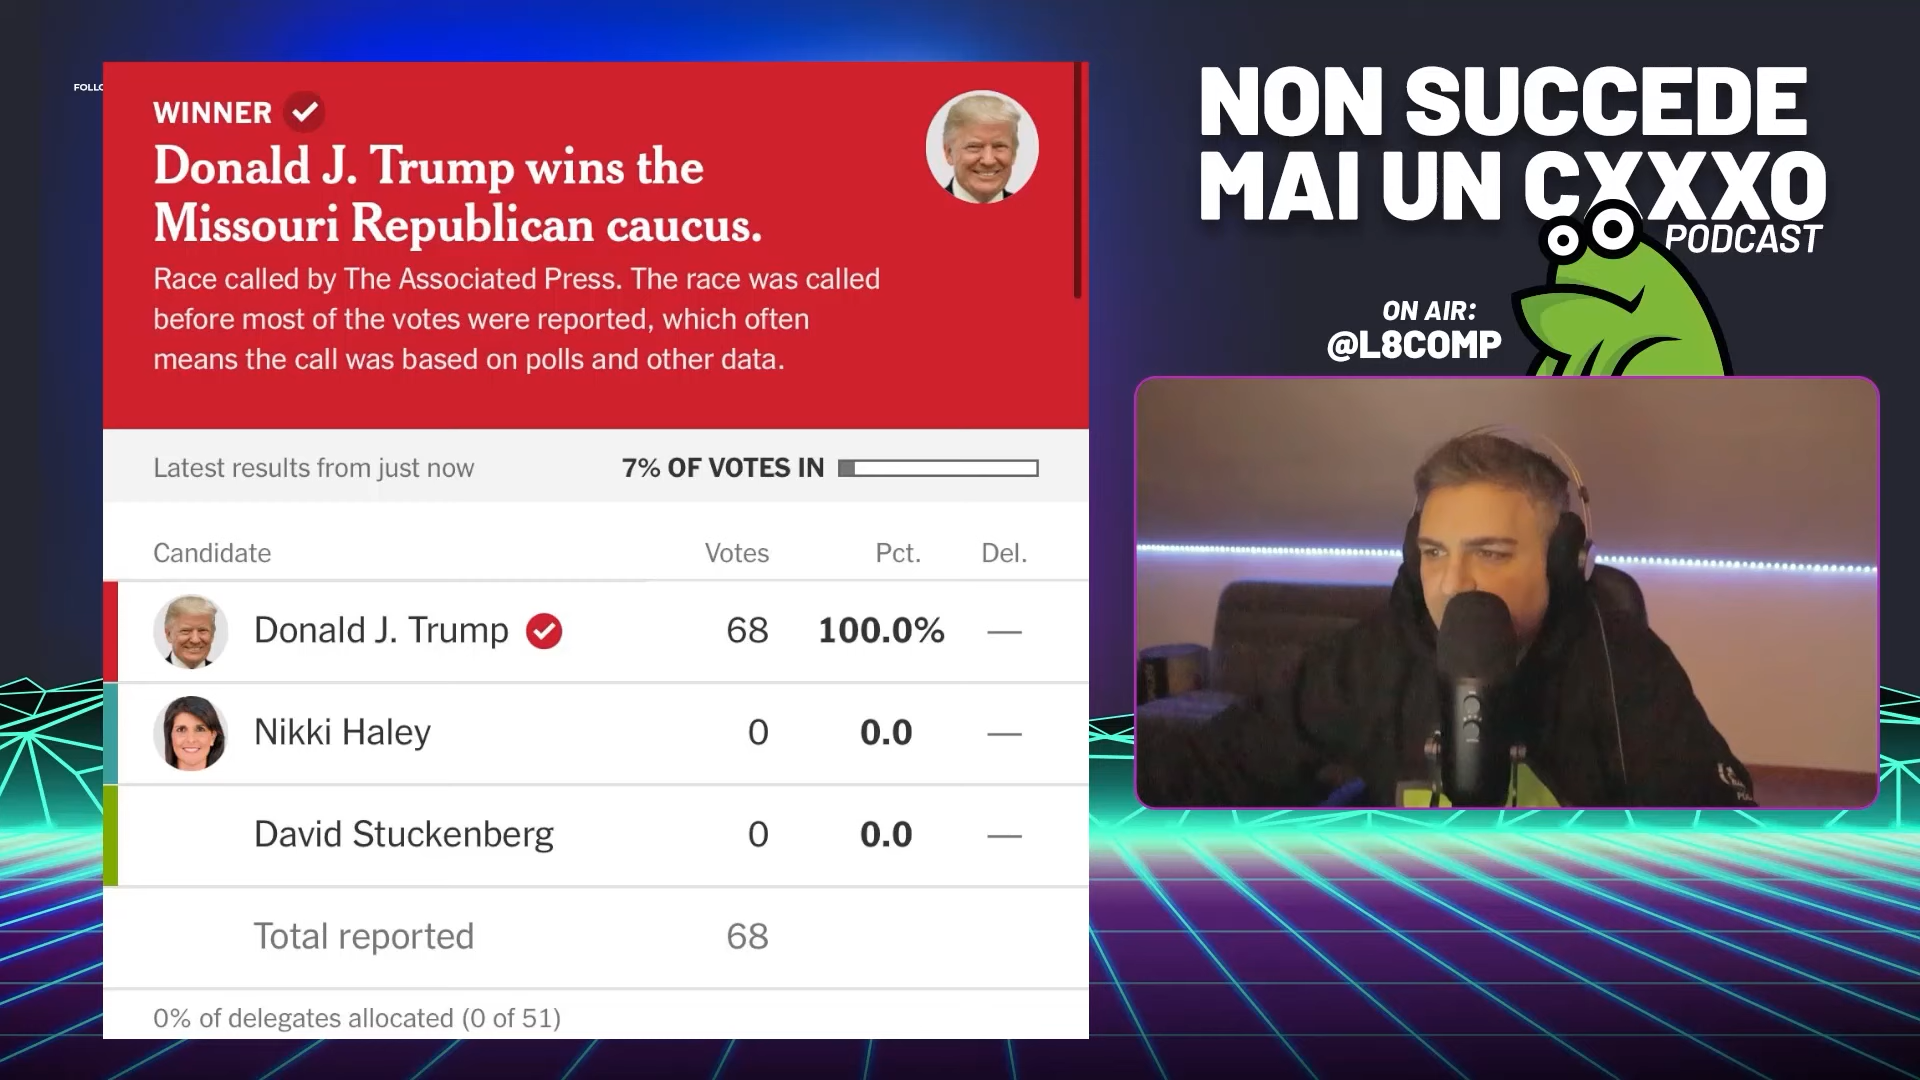 FOLLO
WINNER
Donald J. Trump wins the
Missouri Republican caucus.
Race called by The Associated Press. The race was called
before most of the votes were reported, which often
means the call was based on polls and other data.
Latest results from just now 7% OF VOTES IN
Candidate Votes Pct. Del.
Donald J. Trump 68 100.0% —
Nikki Haley 0 0.0 —
David Stuckenberg 0 0.0 —
Total reported 68
0% of delegates allocated (0 of 51)
NON SUCCEDE
MAI UN CXXXO
PODCAST
ON AIR:
@L8COMP